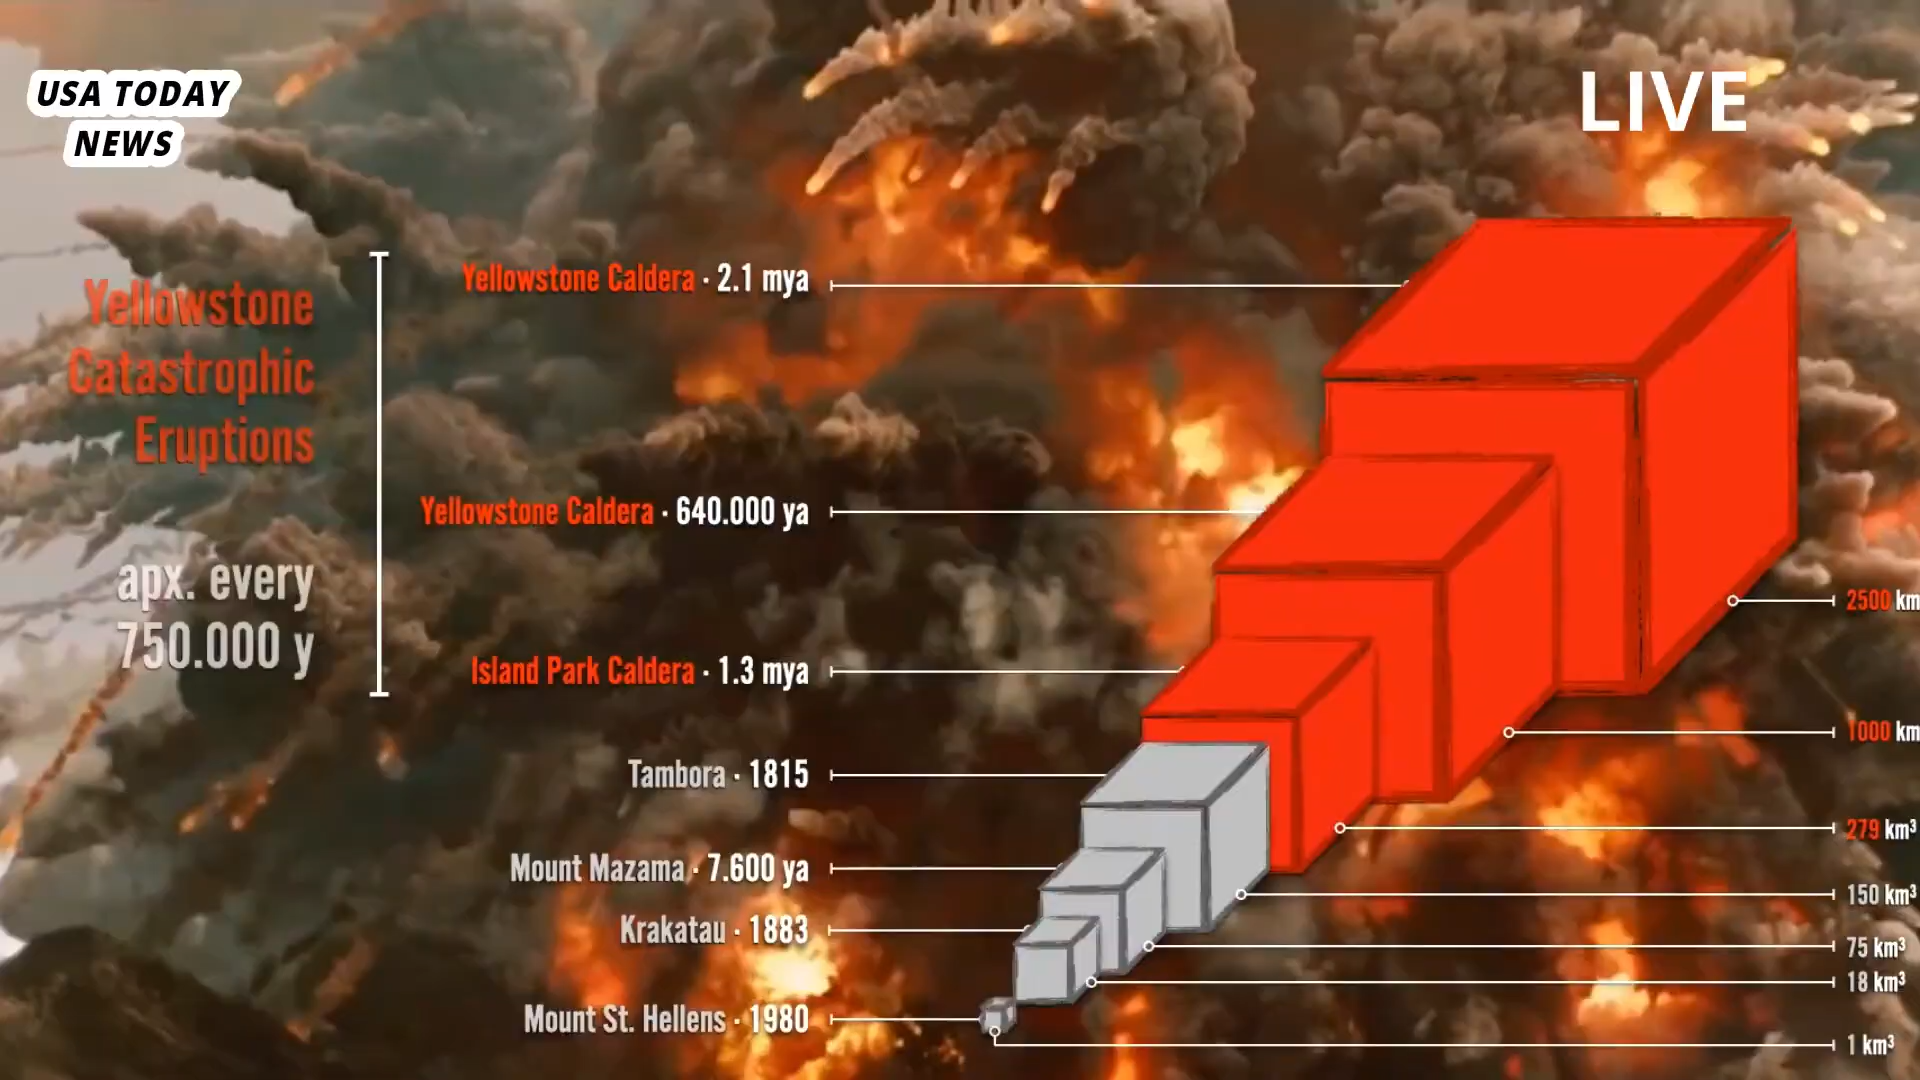 USA TODAY
NEWS
LIVE
Yellowstone
Catastrophic
Eruptions
apx. every
750.000 y
Yellowstone Caldera · 2.1 mya
Yellowstone Caldera · 640.000 ya
Island Park Caldera · 1.3 mya
Tambora · 1815
Mount Mazama · 7.600 ya
Krakatau · 1883
Mount St. Hellens · 1980
2500 km
1000 km
279 km³
150 km³
75 km³
18 km³
1 km³